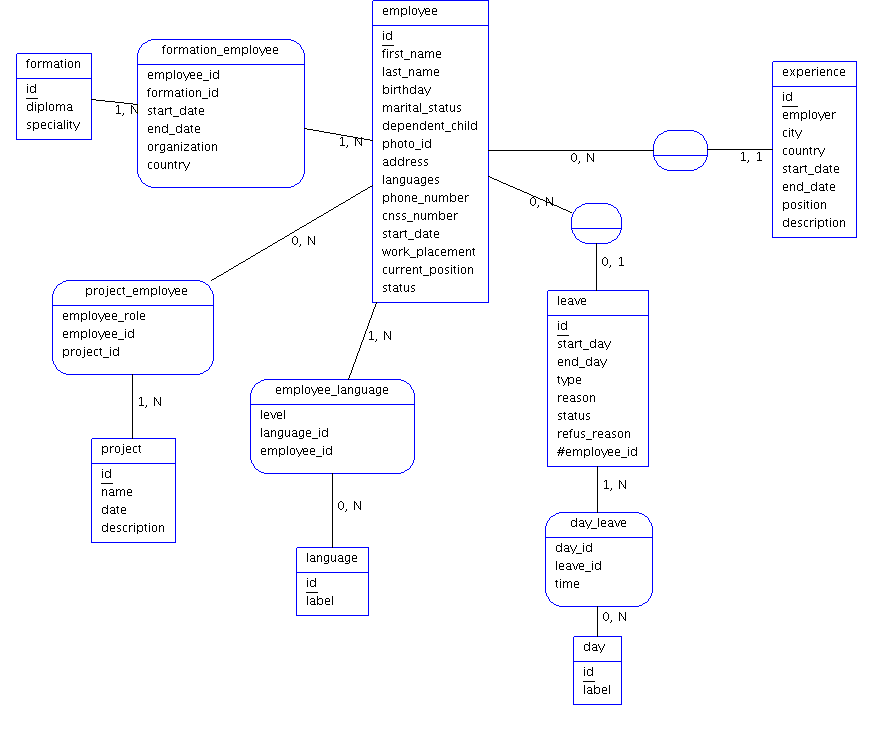 employee
id
first_name
last_name
birthday
marital_status
dependent_child
photo_id
address
languages
phone_number
cnss_number
start_date
work_placement
current_position
status
formation
id
diploma
speciality
1, N
formation_employee
employee_id
formation_id
start_date
end_date
organization
country
1, N
experience
id
employer
city
country
start_date
end_date
position
description
0, N
1, 1
0, N
0, 1
0, N
project_employee
employee_role
employee_id
project_id
1, N
project
id
name
date
description
1, N
employee_language
level
language_id
employee_id
0, N
language
id
label
leave
id
start_day
end_day
type
reason
status
refus_reason
#employee_id
1, N
day_leave
day_id
leave_id
time
0, N
day
id
label